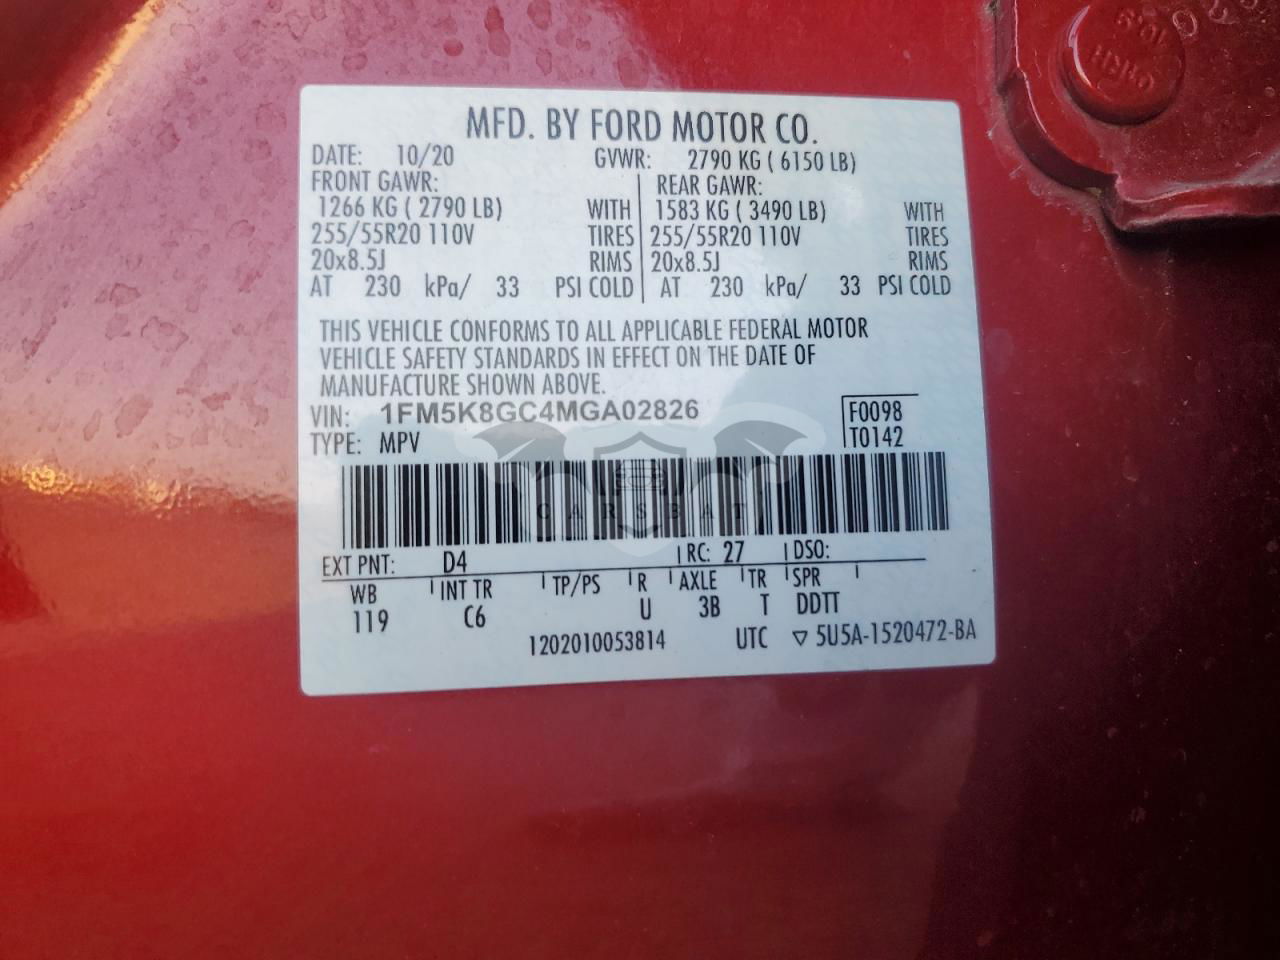 MFD. BY FORD MOTOR CO.
DATE: 10/20 GVWR: 2790 KG ( 6150 LB)
FRONT GAWR: REAR GAWR:
1266 KG ( 2790 LB) WITH 1583 KG ( 3490 LB) WITH
255/55R20 110V TIRES 255/55R20 110V TIRES
20x8.5J RIMS 20x8.5J RIMS
AT 230 kPa/ 33 PSI COLD AT 230 kPa/ 33 PSI COLD
THIS VEHICLE CONFORMS TO ALL APPLICABLE FEDERAL MOTOR
VEHICLE SAFETY STANDARDS IN EFFECT ON THE DATE OF
MANUFACTURE SHOWN ABOVE.
VIN: 1FM5K8GC4MGA02826 F0098
TYPE: MPV T0142
CARSBAT
EXT PNT: D4 RC: 27 DSO:
WB INT TR TP/PS R AXLE TR SPR
119 C6 U 3B T DDTT
1202010053814 UTC ▽ 5U5A-1520472-BA
10.9